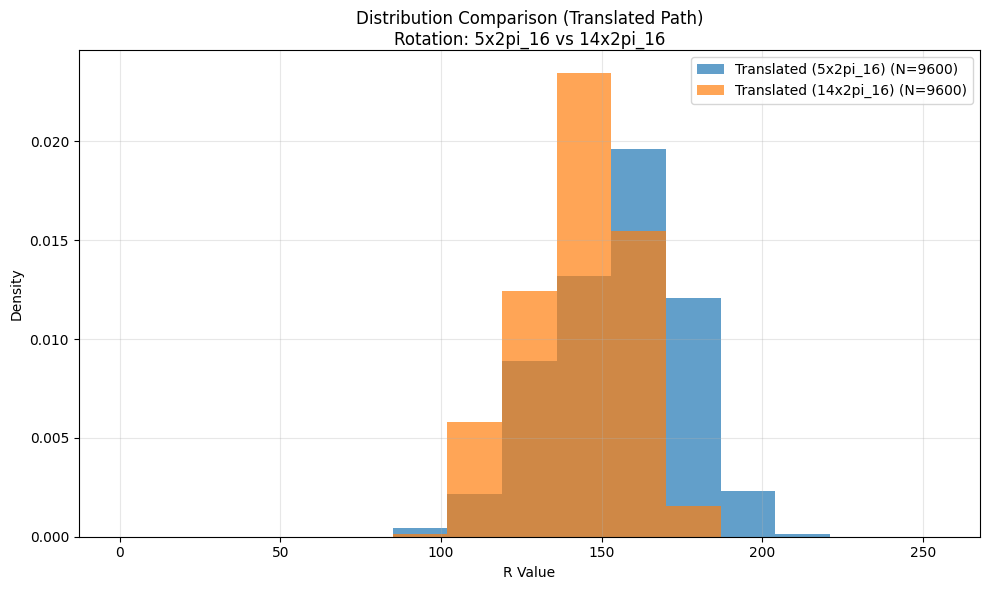 Distribution Comparison (Translated Path)
Rotation: 5x2pi_16 vs 14x2pi_16
Translated (5x2pi_16) (N=9600)
Translated (14x2pi_16) (N=9600)
Density
0.020
0.015
0.010
0.005
0.000
0 50 100 150 200 250
R Value